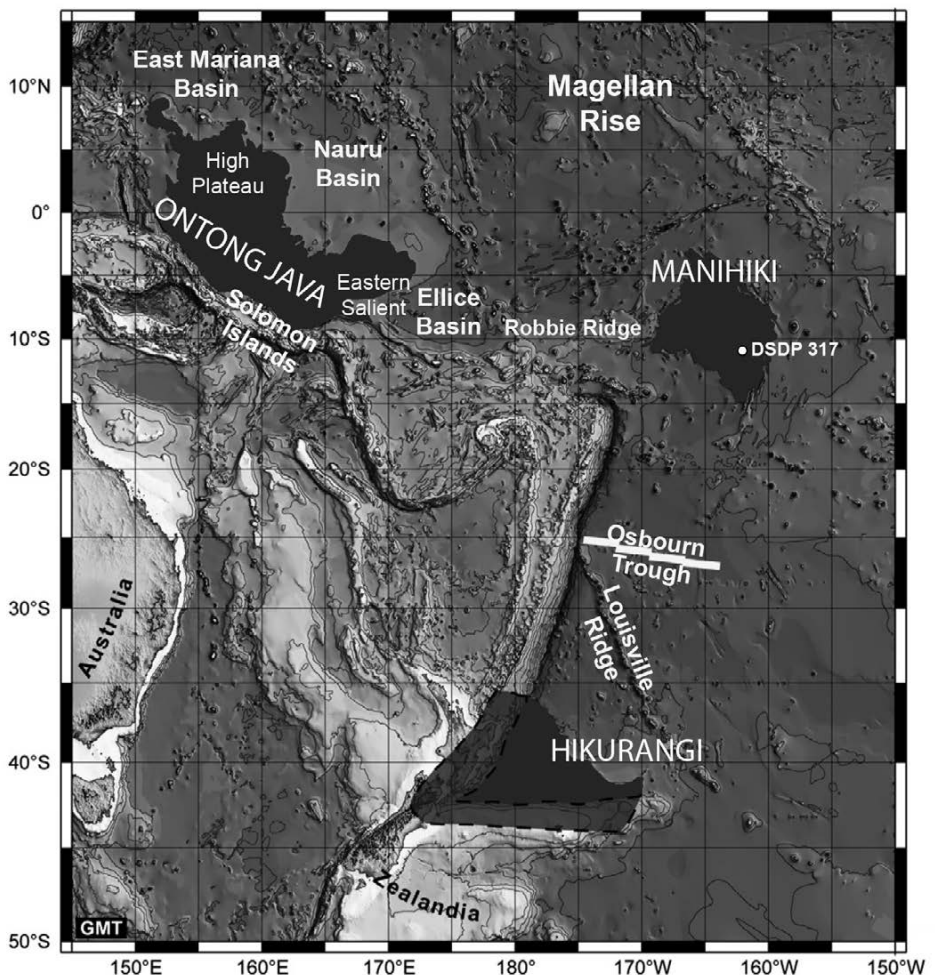 East Mariana
Basin
Magellan
Rise
10°N
High
Plateau
Nauru
Basin
0°
ONTONG JAVA
MANIHIKI
Eastern
Salient
Ellice
Basin
Solomon
Islands
Robbie Ridge
10°S
DSDP 317
20°S
Osbourn
Trough
Australia
30°S
Louisville
Ridge
HIKURANGI
40°S
Zealandia
GMT
50°S
150°E
160°E
170°E
180°
170°W
160°W
150°W